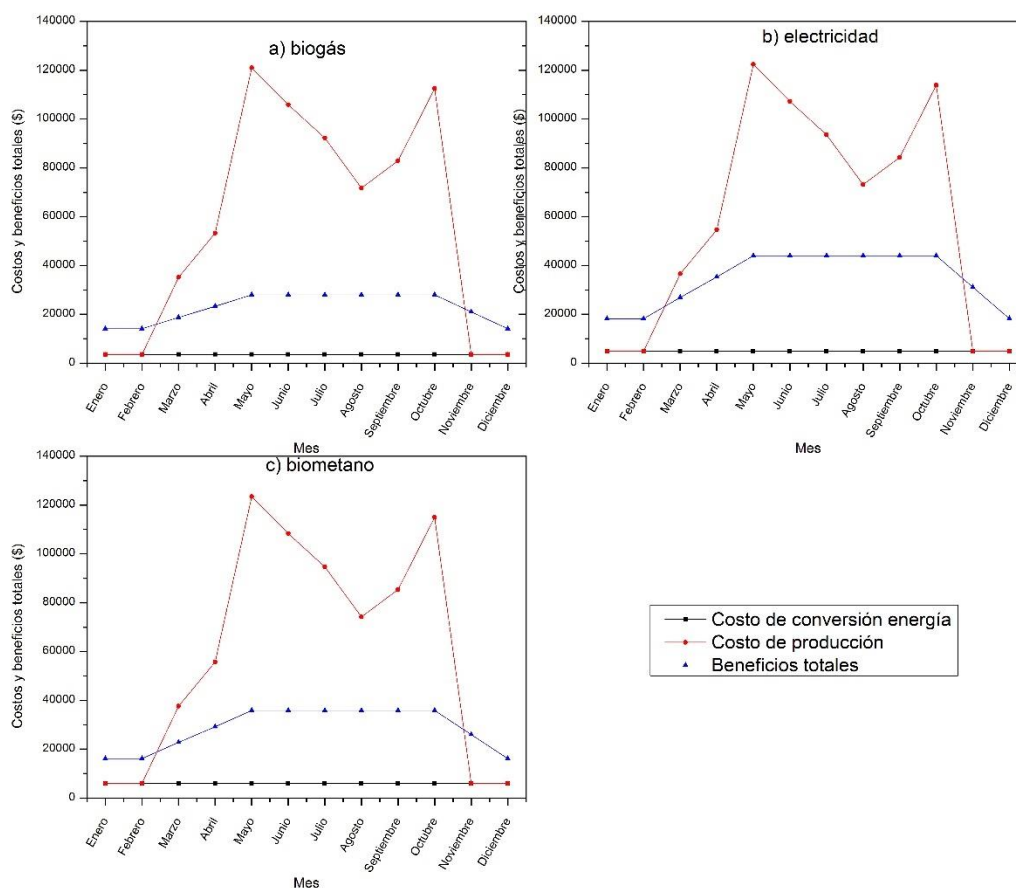 a) biogás
Costos y beneficios totales ($)
140000
120000
100000
80000
60000
40000
20000
0
Enero
Febrero
Marzo
Abril
Mayo
Junio
Julio
Agosto
Septiembre
Octubre
Noviembre
Diciembre
Mes
b) electricidad
Costos y beneficios totales ($)
140000
120000
100000
80000
60000
40000
20000
0
Enero
Febrero
Marzo
Abril
Mayo
Junio
Julio
Agosto
Septiembre
Octubre
Noviembre
Diciembre
Mes
c) biometano
Costos y beneficios totales ($)
140000
120000
100000
80000
60000
40000
20000
0
Enero
Febrero
Marzo
Abril
Mayo
Junio
Julio
Agosto
Septiembre
Octubre
Noviembre
Diciembre
Mes
Costo de conversión energía
Costo de producción
Beneficios totales